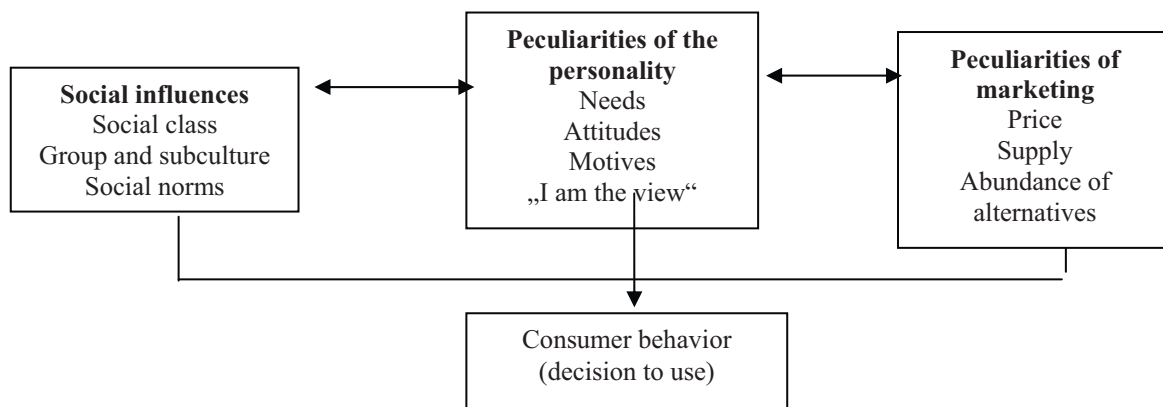 Social influences
Social class
Group and subculture
Social norms
Peculiarities of the
personality
Needs
Attitudes
Motives
„I am the view“
Peculiarities of
marketing
Price
Supply
Abundance of
alternatives
Consumer behavior
(decision to use)